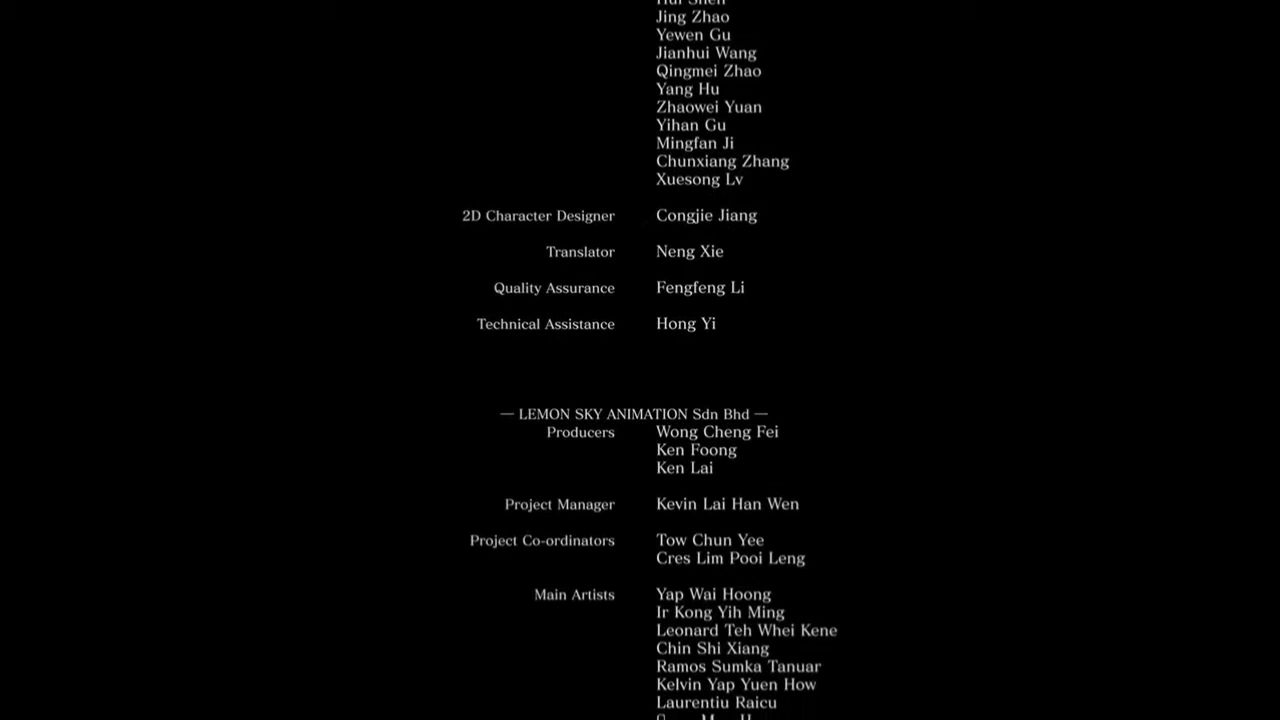 Hui Shen
Jing Zhao
Yewen Gu
Jianhui Wang
Qingmei Zhao
Yang Hu
Zhaowei Yuan
Yihan Gu
Mingfan Ji
Chunxiang Zhang
Xuesong Lv
2D Character Designer Congjie Jiang
Translator Neng Xie
Quality Assurance Fengfeng Li
Technical Assistance Hong Yi
— LEMON SKY ANIMATION Sdn Bhd —
Producers Wong Cheng Fei
Ken Foong
Ken Lai
Project Manager Kevin Lai Han Wen
Project Co-ordinators Tow Chun Yee
Cres Lim Pooi Leng
Main Artists Yap Wai Hoong
Ir Kong Yih Ming
Leonard Teh Whei Kene
Chin Shi Xiang
Ramos Sumka Tanuar
Kelvin Yap Yuen How
Laurentiu Raicu